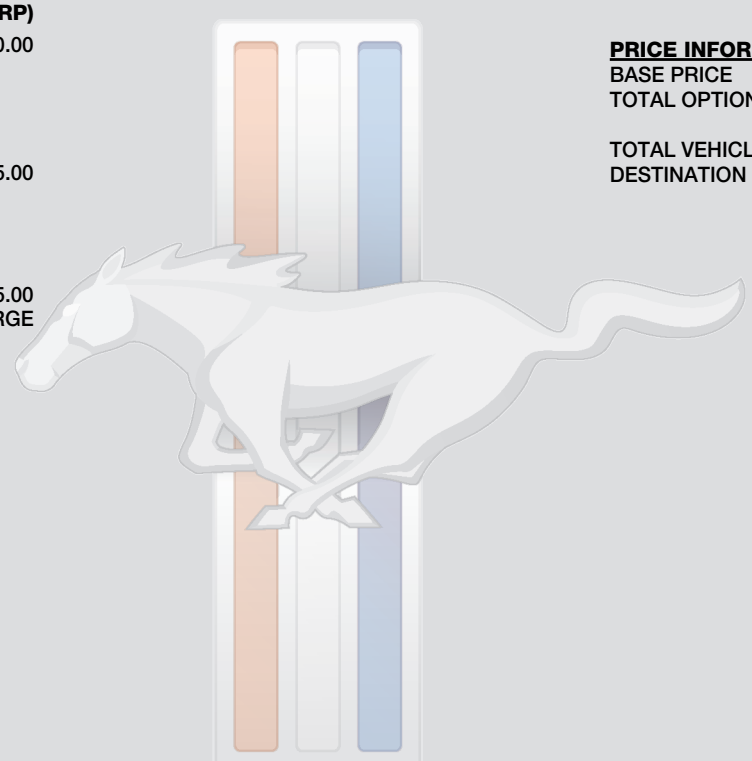 RP)
0.00
5.00
5.00
RGE
PRICE INFOR
BASE PRICE
TOTAL OPTION
TOTAL VEHICL
DESTINATION